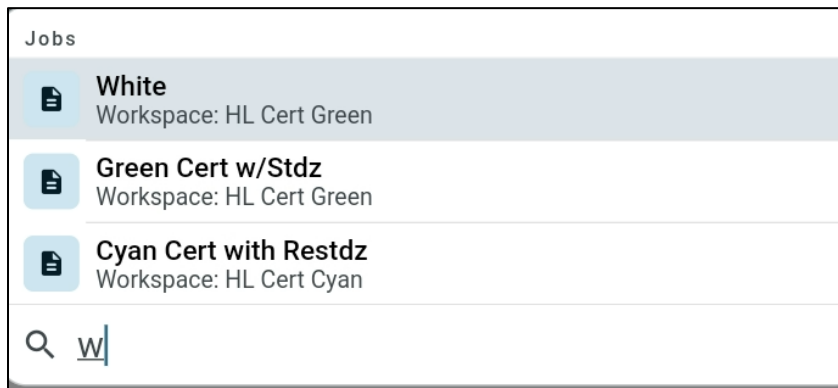 Jobs
White
Workspace: HL Cert Green
Green Cert w/Stdz
Workspace: HL Cert Green
Cyan Cert with Restdz
Workspace: HL Cert Cyan
W